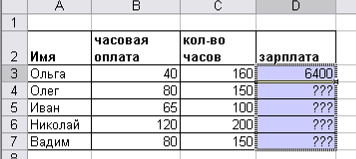 A B C D
1
часовая кол-во
2 Имя оплата часов зарплата
3 Ольга 40 160 6400
4 Олег 80 150 ???
5 Иван 65 100 ???
6 Николай 120 200 ???
7 Вадим 80 150 ???